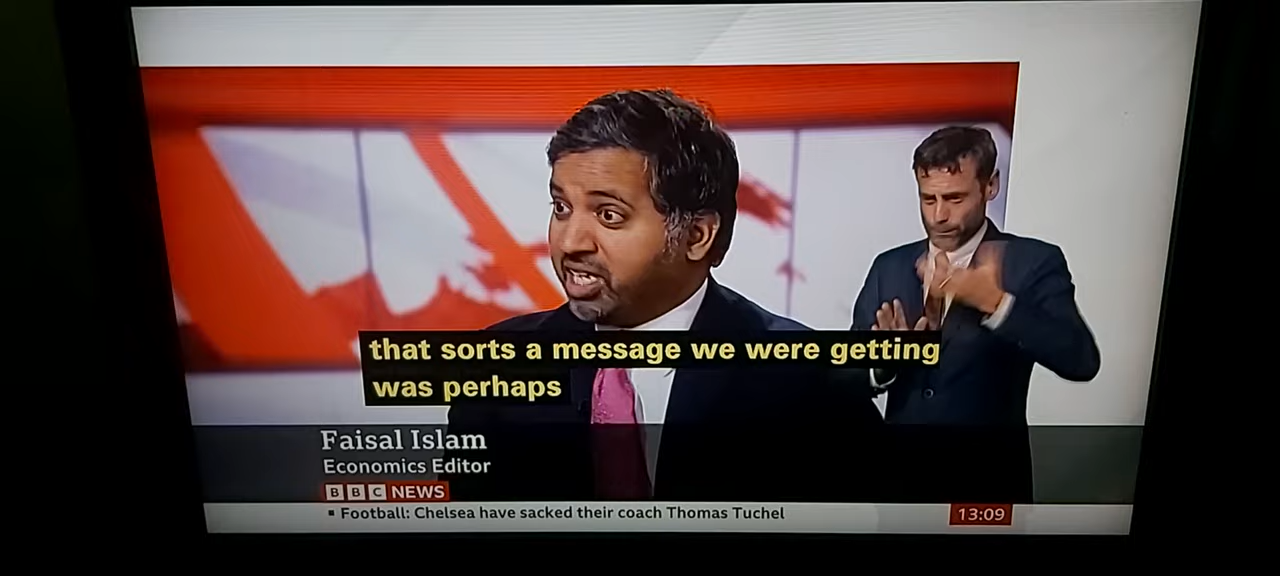 that sorts a message we were getting
was perhaps
Faisal Islam
Economics Editor
BBC NEWS
▪ Football: Chelsea have sacked their coach Thomas Tuchel
13:09